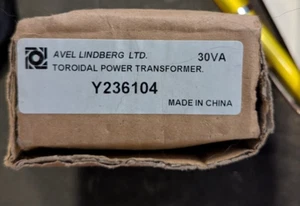 AVEL LINDBERG LTD. 30VA
TOROIDAL POWER TRANSFORMER.
Y236104
MADE IN CHINA